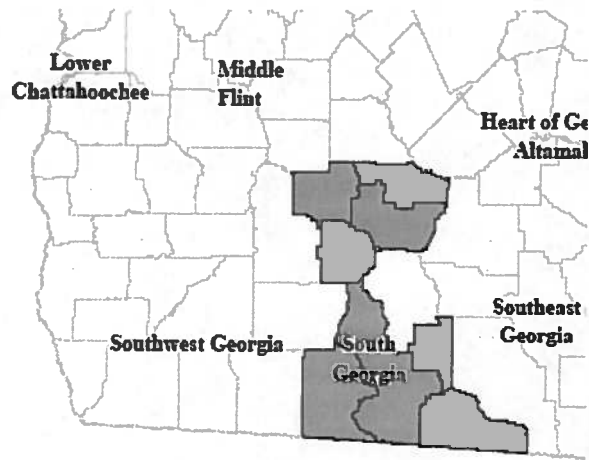 Lower
Chattahoochee
Middle
Flint
Heart of Ge
Altamal
Southeast
Georgia
Southwest Georgia
South
Georgia